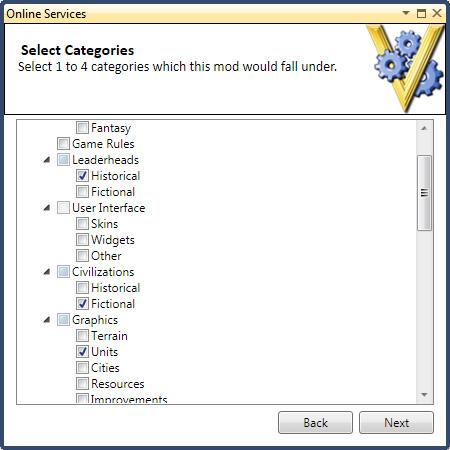 Online Services
Select Categories
Select 1 to 4 categories which this mod would fall under.
Fantasy
Game Rules
Leaderheads
Historical
Fictional
User Interface
Skins
Widgets
Other
Civilizations
Historical
Fictional
Graphics
Terrain
Units
Cities
Resources
Improvements
Back
Next